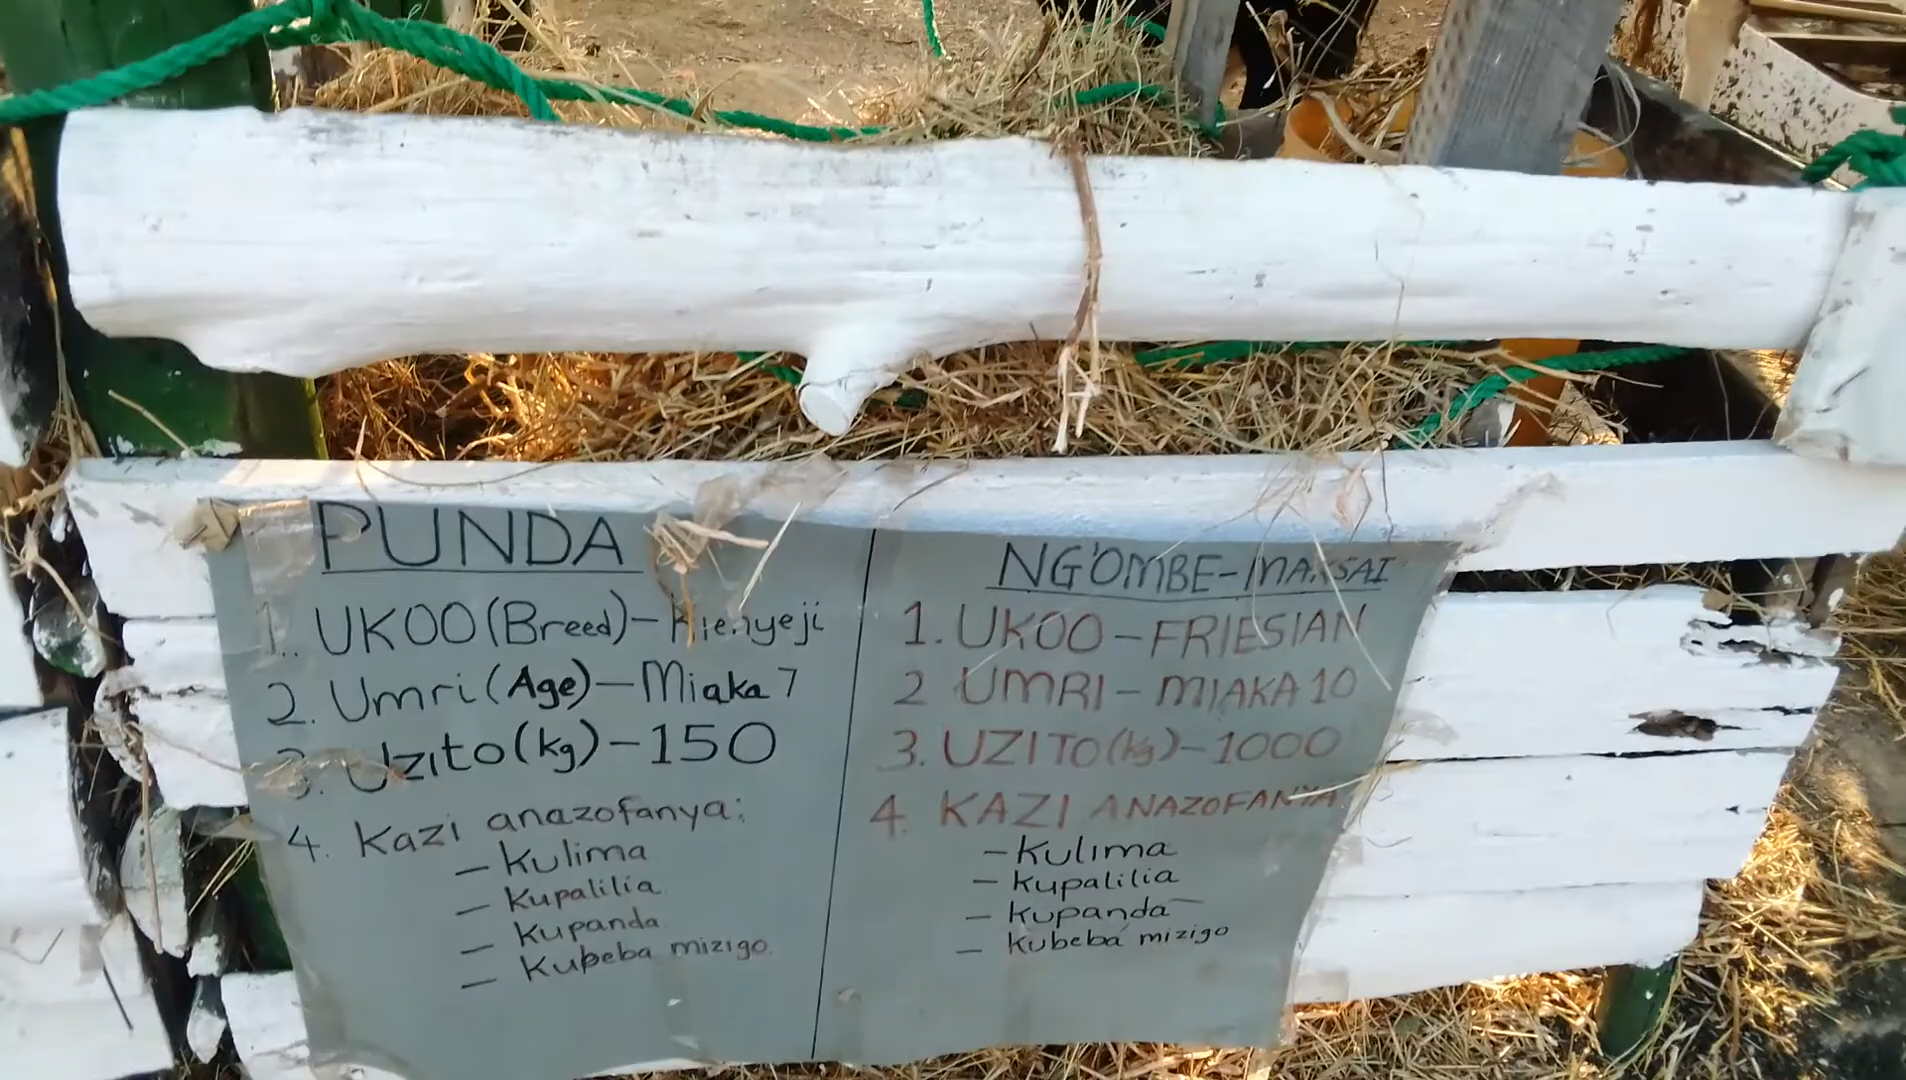 PUNDA
1. UKOO (Breed) - Kienyeji
2. Umri (Age) - Miaka 7
3. Uzito (kg) - 150
4. Kazi anazofanya:
- Kulima
- Kupalilia
- Kupanda
- Kubeba mizigo.
NG'OMBE - MAASAI
1. UKOO - FRIESIAN
2 UMRI - MIAKA 10
3. UZITO (kg) - 1000
4. KAZI ANAZOFANYA
- Kulima
- Kupalilia
- Kupanda
- Kubeba mizigo